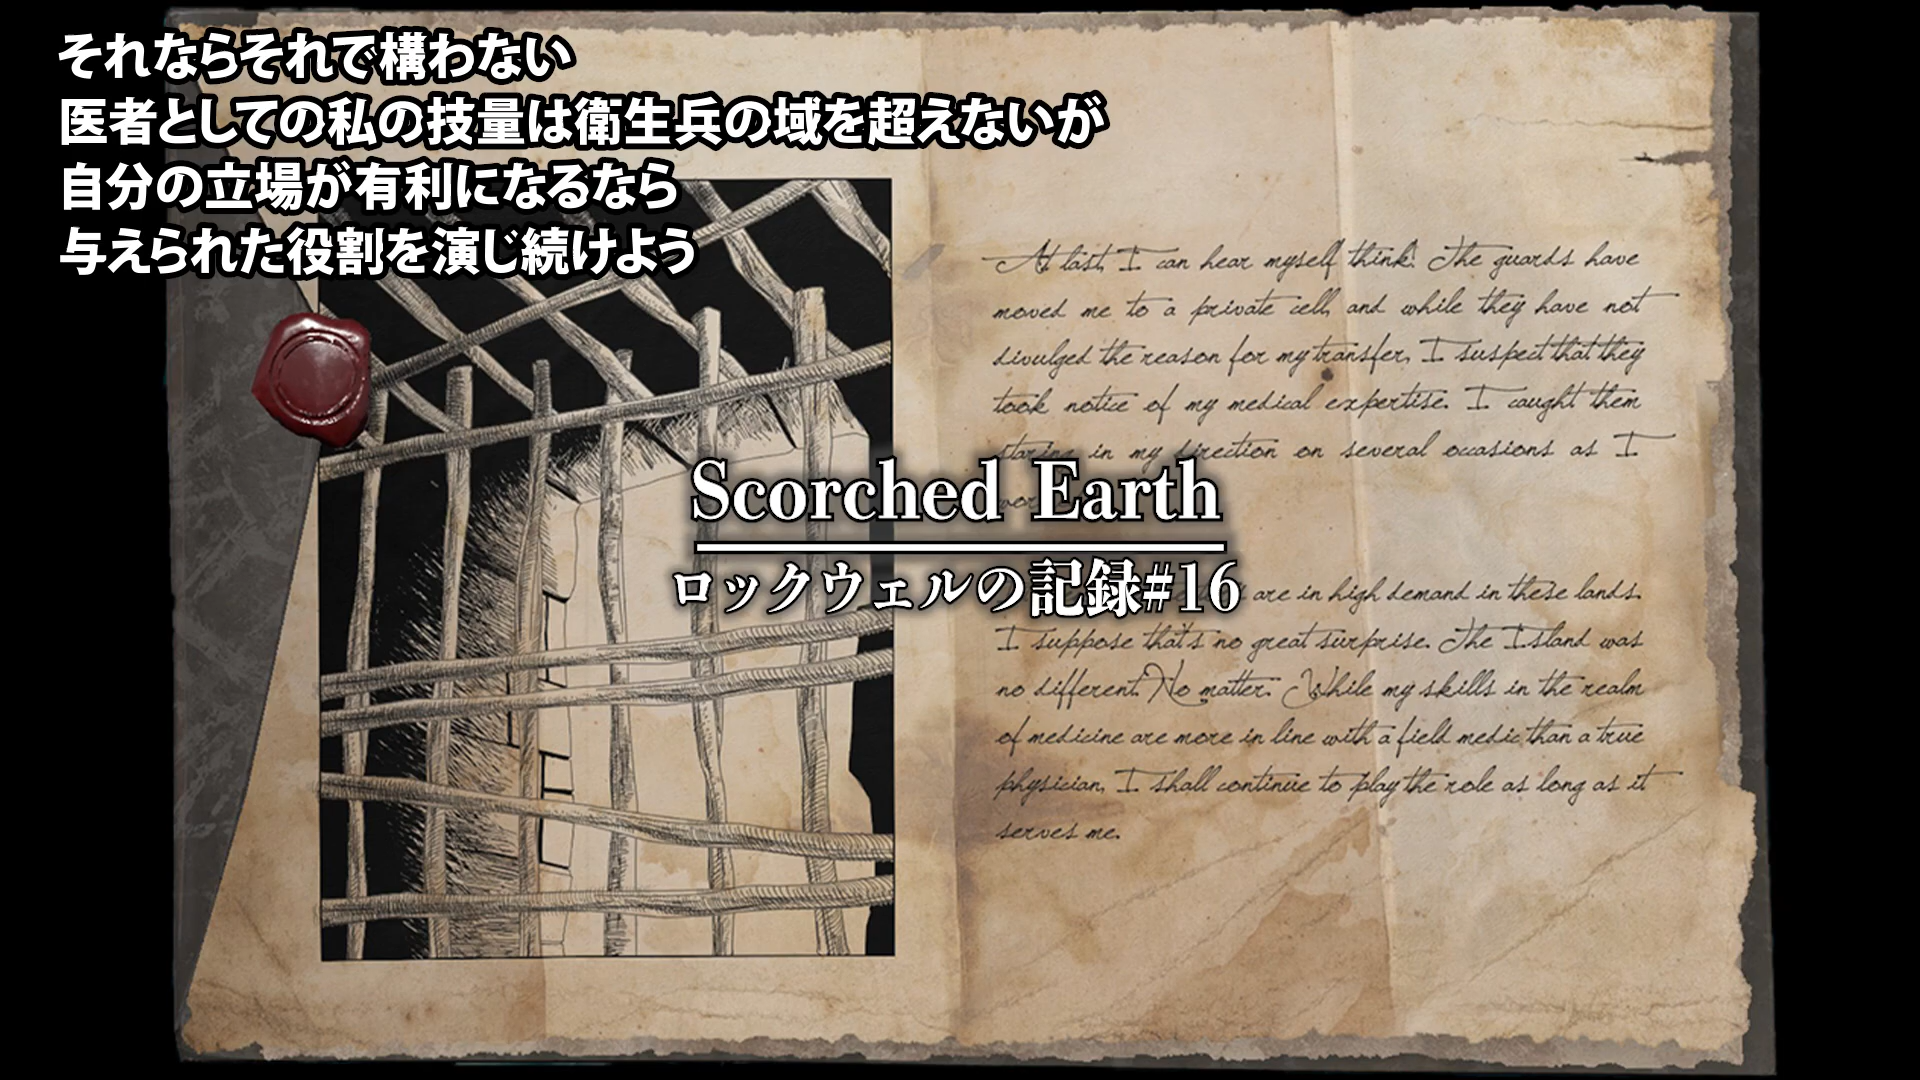 それならそれで構わない
医者としての私の技量は衛生兵の域を超えないが
自分の立場が有利になるなら
与えられた役割を演じ続けよう
Scorched Earth
ロックウェルの記録#16
At last, I can hear myself think! The guards have
moved me to a private cell, and while they have not
divulged the reason for my transfer, I suspect that they
took notice of my medical expertise. I caught them
staring in my direction on several occasions as I
are in high demand in these lands.
I suppose that's no great surprise. The Island was
no different. No matter. While my skills in the realm
of medicine are more in line with a field medic than a true
physician, I shall continue to play the role as long as it
serves me.